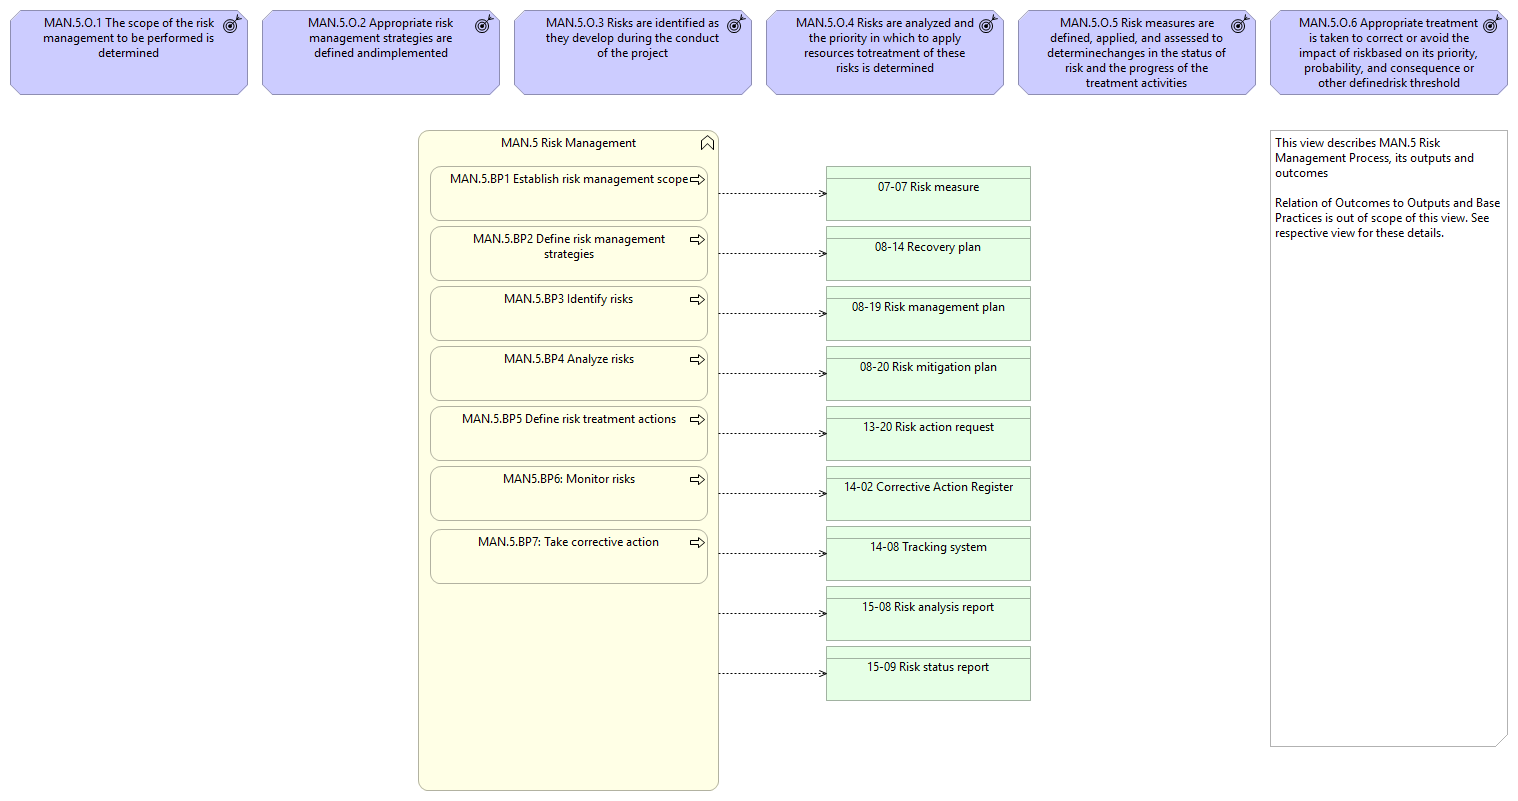 MAN.5.O.1 The scope of the risk
management to be performed is
determined
MAN.5.O.2 Appropriate risk
management strategies are
defined andimplemented
MAN.5.O.3 Risks are identified as
they develop during the conduct
of the project
MAN.5.O.4 Risks are analyzed and
the priority in which to apply
resources totreatment of these
risks is determined
MAN.5.O.5 Risk measures are
defined, applied, and assessed to
determinechanges in the status of
risk and the progress of the
treatment activities
MAN.5.O.6 Appropriate treatment
is taken to correct or avoid the
impact of riskbased on its priority,
probability, and consequence or
other definedrisk threshold
MAN.5 Risk Management
MAN.5.BP1 Establish risk management scope
MAN.5.BP2 Define risk management
strategies
MAN.5.BP3 Identify risks
MAN.5.BP4 Analyze risks
MAN.5.BP5 Define risk treatment actions
MAN5.BP6: Monitor risks
MAN.5.BP7: Take corrective action
07-07 Risk measure
08-14 Recovery plan
08-19 Risk management plan
08-20 Risk mitigation plan
13-20 Risk action request
14-02 Corrective Action Register
14-08 Tracking system
15-08 Risk analysis report
15-09 Risk status report
This view describes MAN.5 Risk
Management Process, its outputs and
outcomes
Relation of Outcomes to Outputs and Base
Practices is out of scope of this view. See
respective view for these details.